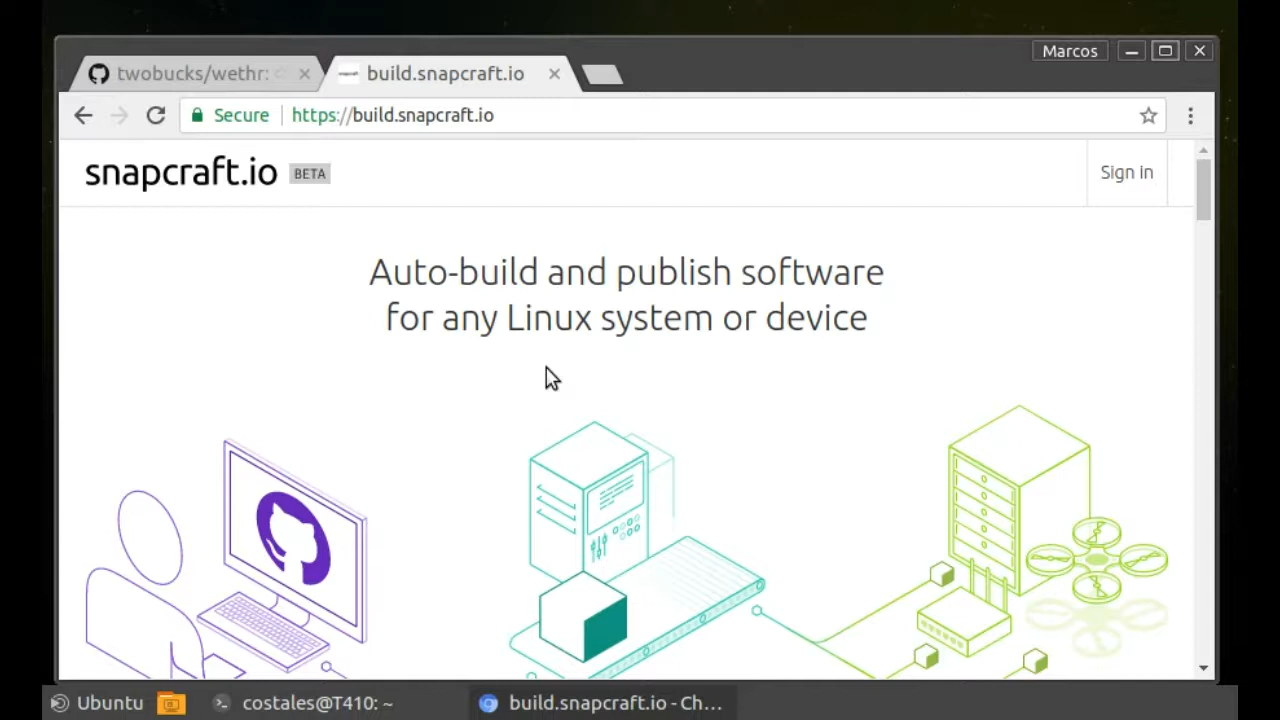 Marcos
twobucks/wethr:
build.snapcraft.io
Secure
https://build.snapcraft.io
snapcraft.io BETA
Sign in
Auto-build and publish software
for any Linux system or device
Ubuntu
costales@T410: ~
build.snapcraft.io - Ch...